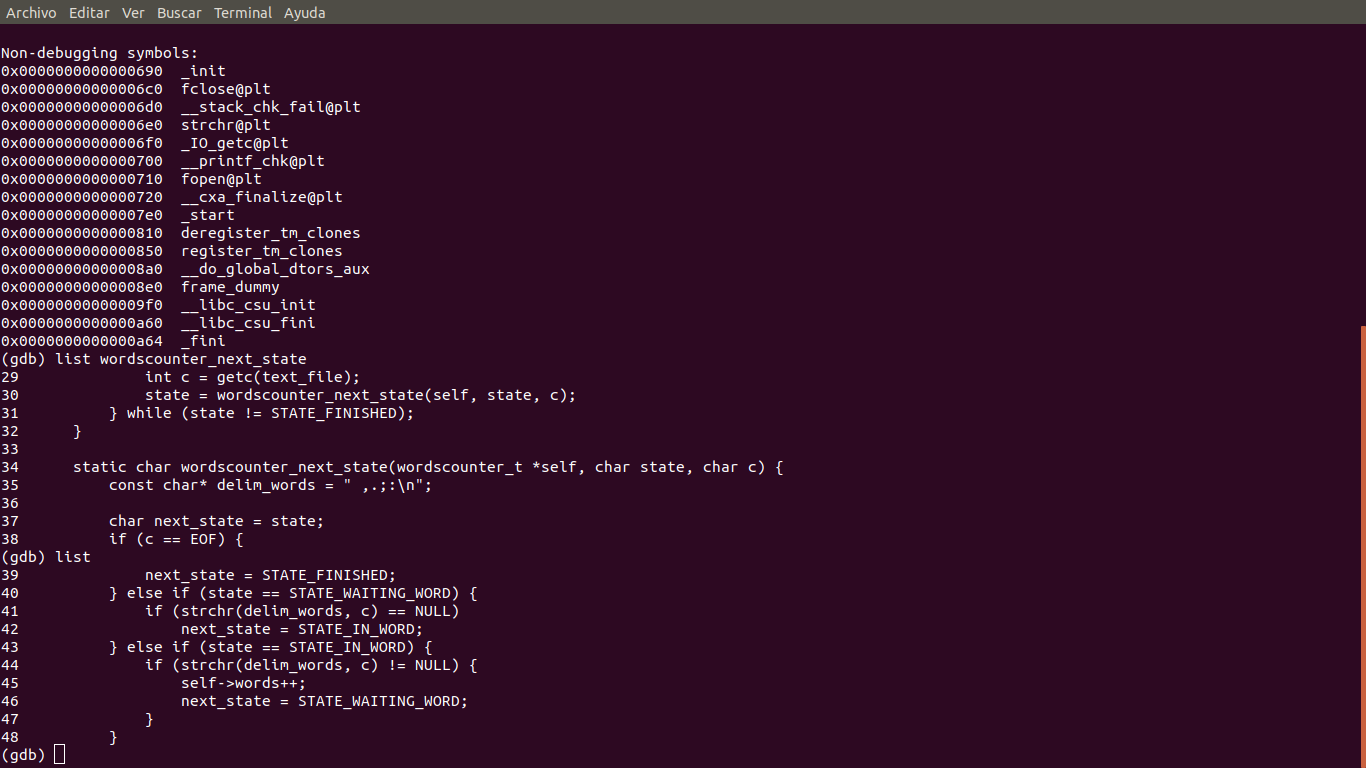 Archivo Editar Ver Buscar Terminal Ayuda
Non-debugging symbols:
0x0000000000000690  _init
0x00000000000006c0  fclose@plt
0x00000000000006d0  __stack_chk_fail@plt
0x00000000000006e0  strchr@plt
0x00000000000006f0  _IO_getc@plt
0x0000000000000700  __printf_chk@plt
0x0000000000000710  fopen@plt
0x0000000000000720  __cxa_finalize@plt
0x00000000000007e0  _start
0x0000000000000810  deregister_tm_clones
0x0000000000000850  register_tm_clones
0x00000000000008a0  __do_global_dtors_aux
0x00000000000008e0  frame_dummy
0x00000000000009f0  __libc_csu_init
0x0000000000000a60  __libc_csu_fini
0x0000000000000a64  _fini
(gdb) list wordscounter_next_state
29              int c = getc(text_file);
30              state = wordscounter_next_state(self, state, c);
31          } while (state != STATE_FINISHED);
32      }
33
34      static char wordscounter_next_state(wordscounter_t *self, char state, char c) {
35          const char* delim_words = " ,.;:\n";
36
37          char next_state = state;
38          if (c == EOF) {
(gdb) list
39              next_state = STATE_FINISHED;
40          } else if (state == STATE_WAITING_WORD) {
41              if (strchr(delim_words, c) == NULL)
42                  next_state = STATE_IN_WORD;
43          } else if (state == STATE_IN_WORD) {
44              if (strchr(delim_words, c) != NULL) {
45                  self->words++;
46                  next_state = STATE_WAITING_WORD;
47              }
48          }
(gdb)